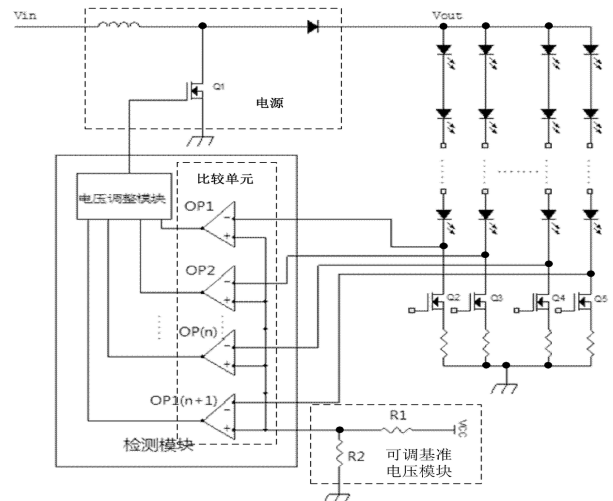 Vin
Vout
Q1
电源
比较单元
电压调整模块
OP1
OP2
OP(n)
OP1(n+1)
检测模块
Q2
Q3
Q4
Q5
R1
VCC
R2
可调基准
电压模块